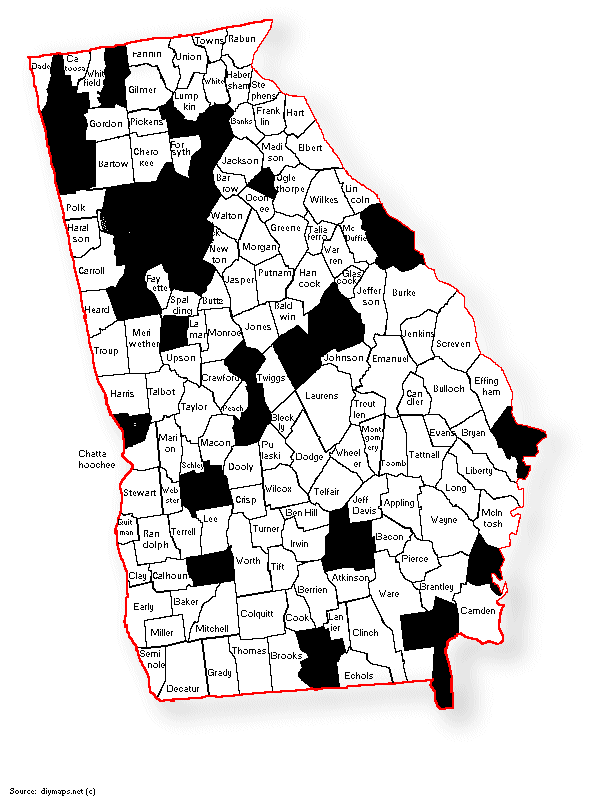 Towns
Rabun
Fannin
Union
Dade
Ca
toosa
Whit
field
White
Haber
sham
Ste
phens
Gilmer
Lump
kin
Gordon
Pickens
Banks
Frank
lin
Hart
Bartow
Chero
kee
For
syth
Jackson
Madi
son
Elbert
Bar
row
Ogle
thorpe
Ocon
ee
Wilkes
Lin
coln
Polk
Haral
son
Walton
Greene
Talia
ferro
Mc
Duffie
Morgan
New
ton
War
ren
Carroll
Fay
ette
Jasper
Putnam
Han
cock
Glas
cock
Jeffer
son
Burke
Heard
Spal
ding
Butts
Bald
win
Jones
Meri
wether
La
mar
Monroe
Jenkins
Screven
Troup
Upson
Johnson
Emanuel
Crawford
Twiggs
Effing
ham
Harris
Talbot
Taylor
Peach
Laurens
Treut
len
Can
dler
Bulloch
Bleck
ly
Chatta
hoochee
Mari
on
Macon
Pu
laski
Dodge
Wheel
er
Mont
gom
ery
Toomb
Tattnall
Evans
Bryan
Liberty
Schley
Dooly
Stewart
Web
ster
Crisp
Wilcox
Telfair
Jeff
Davis
Appling
Long
Wayne
McIn
tosh
Quit
man
Ran
dolph
Terrell
Lee
Turner
Ben Hill
Irwin
Bacon
Pierce
Clay
Calhoun
Worth
Tift
Atkinson
Ware
Brantley
Camden
Early
Baker
Colquitt
Berrien
Cook
Lan
ier
Clinch
Miller
Mitchell
Semi
nole
Decatur
Grady
Thomas
Brooks
Echols
Source: diymaps.net (c)